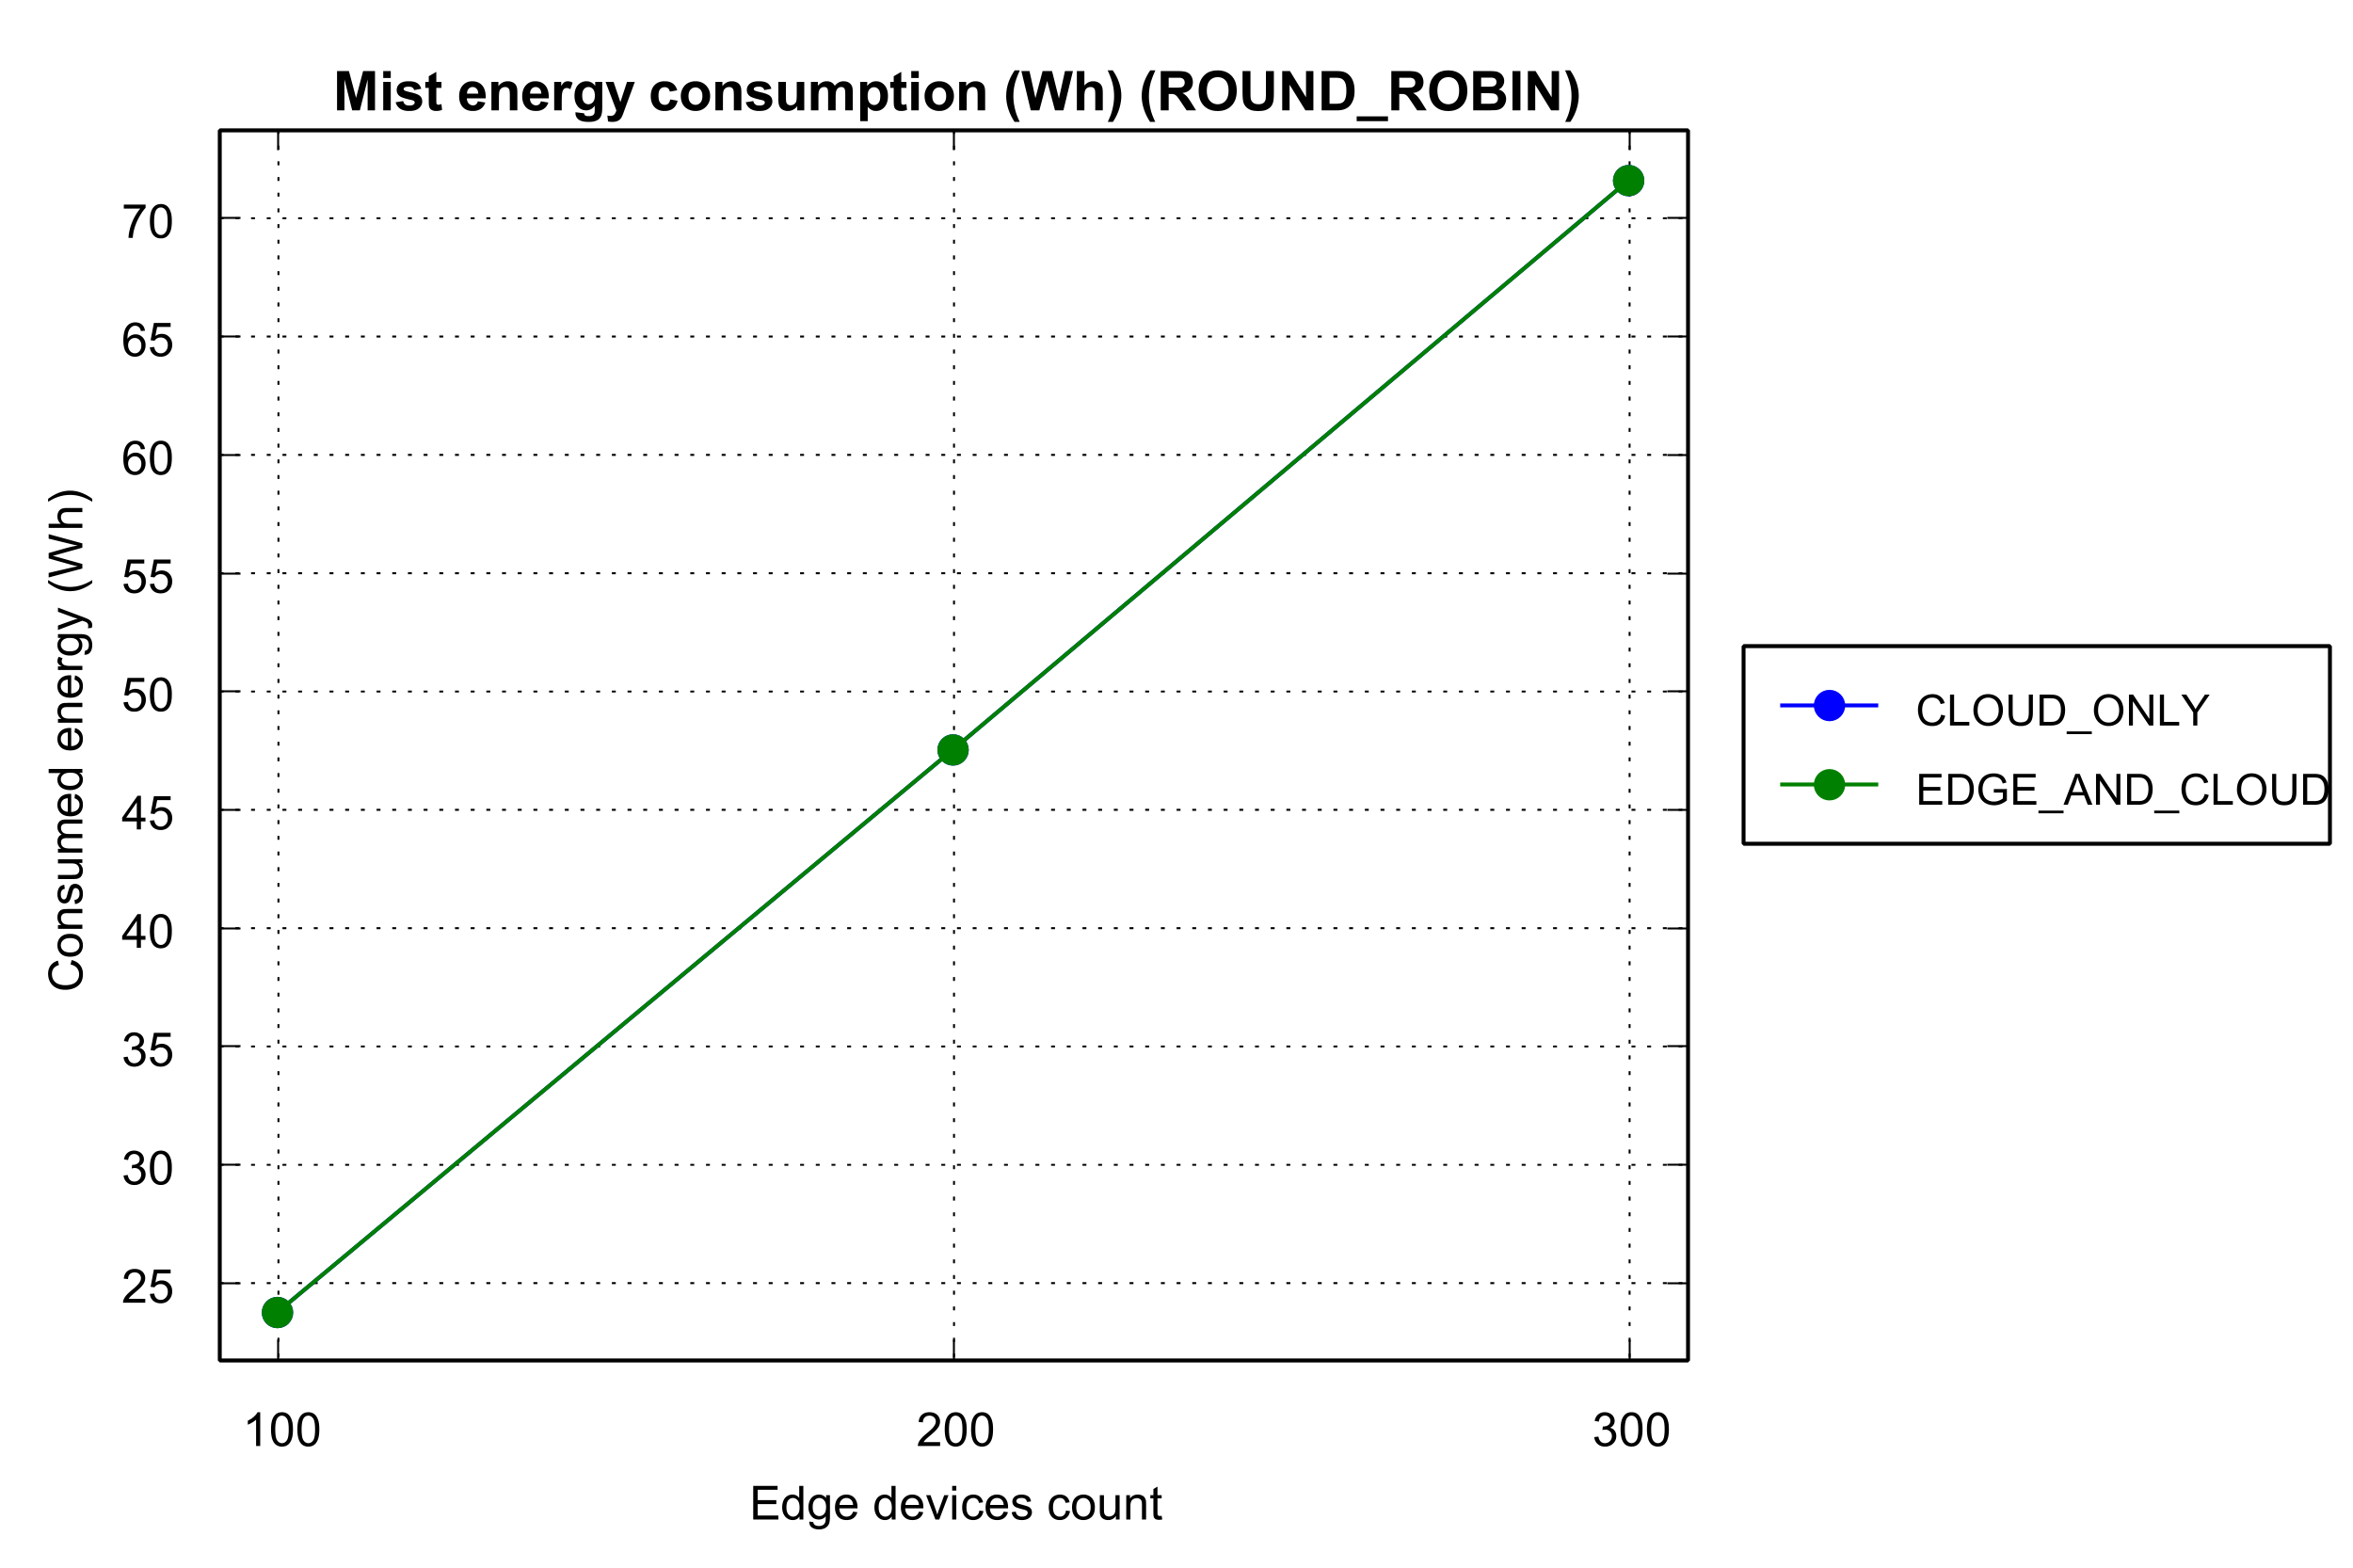 Mist energy consumption (Wh) (ROUND_ROBIN)
70
65
60
55
50
45
40
35
30
25
Consumed energy (Wh)
100 200 300
Edge devices count
CLOUD_ONLY
EDGE_AND_CLOUD